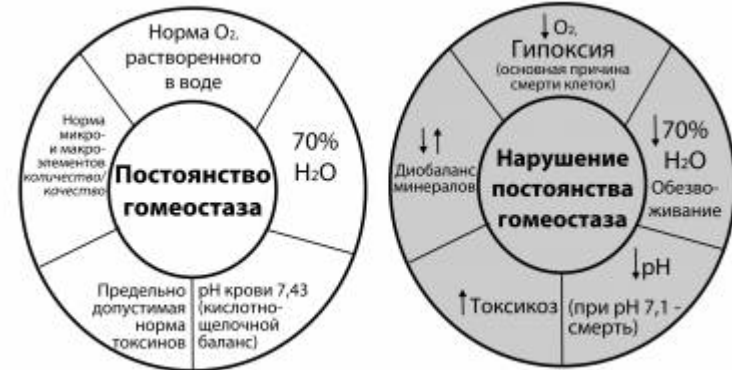 Норма O₂,
растворенного
в воде
70%
H₂O
pH крови 7,43
(кислотно-
щелочной
баланс)
Предельно
допустимая
норма
токсинов
Норма
микро-
и макро-
элементов
количество/
качество
Постоянство
гомеостаза
↓O₂,
Гипоксия
(основная причина
смерти клеток)
↓70%
H₂O
Обезво-
живание
↓pH
(при pH 7,1 -
смерть)
↑Токсикоз
↓↑
Диобаланс
минералов
Нарушение
постоянства
гомеостаза